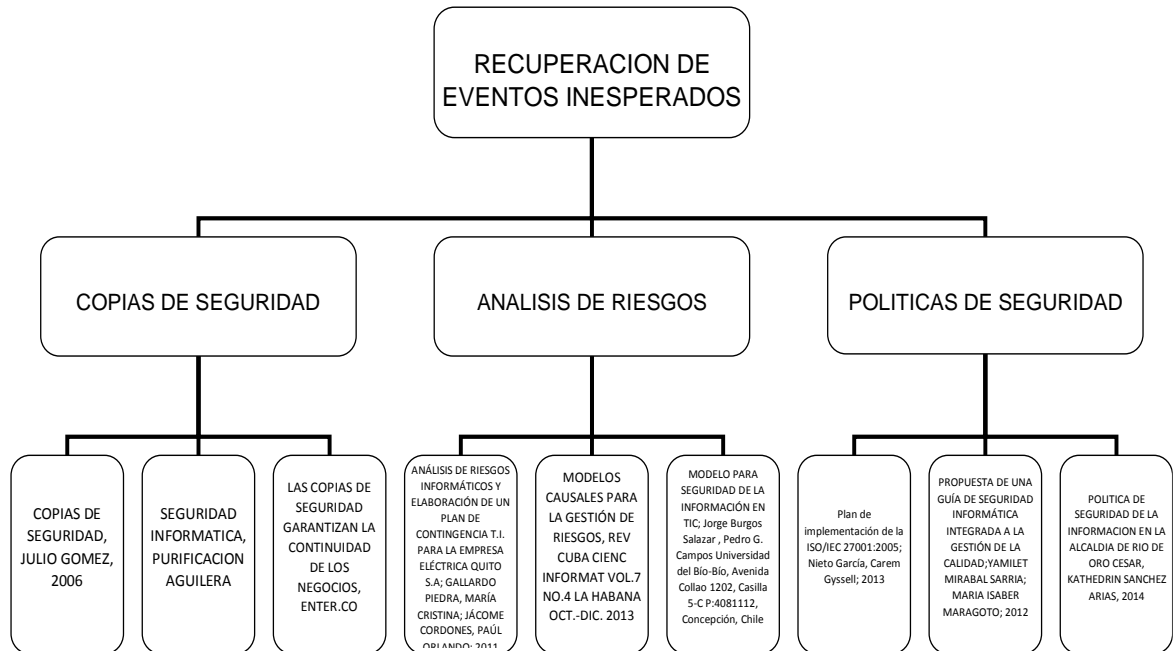 RECUPERACION DE
EVENTOS INESPERADOS
COPIAS DE SEGURIDAD
ANALISIS DE RIESGOS
POLITICAS DE SEGURIDAD
COPIAS DE
SEGURIDAD,
JULIO GOMEZ,
2006
SEGURIDAD
INFORMATICA,
PURIFICACION
AGUILERA
LAS COPIAS DE
SEGURIDAD
GARANTIZAN LA
CONTINUIDAD
DE LOS
NEGOCIOS,
ENTER.CO
ANÁLISIS DE RIESGOS
INFORMÁTICOS Y
ELABORACIÓN DE UN
PLAN DE
CONTINGENCIA T.I.
PARA LA EMPRESA
ELÉCTRICA QUITO
S.A; GALLARDO
PIEDRA, MARÍA
CRISTINA; JÁCOME
CORDONES, PAÚL
ORLANDO; 2011
MODELOS
CAUSALES PARA
LA GESTIÓN DE
RIESGOS, REV
CUBA CIENC
INFORMAT VOL.7
NO.4 LA HABANA
OCT.-DIC. 2013
MODELO PARA
SEGURIDAD DE LA
INFORMACIÓN EN
TIC; Jorge Burgos
Salazar , Pedro G.
Campos Universidad
del Bío-Bío, Avenida
Collao 1202, Casilla
5-C P:4081112,
Concepción, Chile
Plan de
implementación de la
ISO/IEC 27001:2005;
Nieto García, Carem
Gyssell; 2013
PROPUESTA DE UNA
GUÍA DE SEGURIDAD
INFORMÁTICA
INTEGRADA A LA
GESTIÓN DE LA
CALIDAD;YAMILET
MIRABAL SARRIA;
MARIA ISABER
MARAGOTO; 2012
POLITICA DE
SEGURIDAD DE LA
INFORMACION EN LA
ALCALDIA DE RIO DE
ORO CESAR,
KATHEDRIN SANCHEZ
ARIAS, 2014